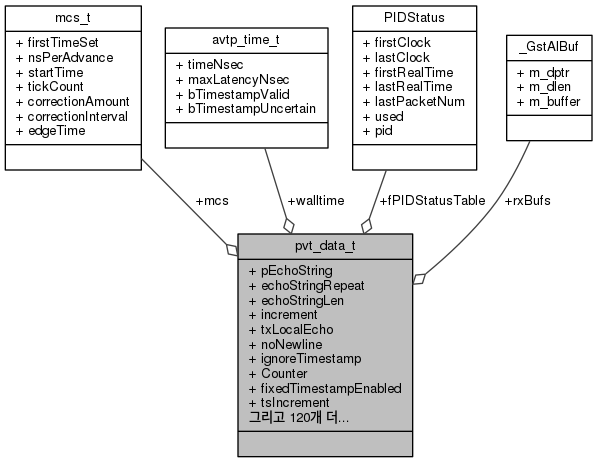 mcs_t
+ firstTimeSet
+ nsPerAdvance
+ startTime
+ tickCount
+ correctionAmount
+ correctionInterval
+ edgeTime
avtp_time_t
+ timeNsec
+ maxLatencyNsec
+ bTimestampValid
+ bTimestampUncertain
PIDStatus
+ firstClock
+ lastClock
+ firstRealTime
+ lastRealTime
+ lastPacketNum
+ used
+ pid
_GstAlBuf
+ m_dptr
+ m_dlen
+ m_buffer
+mcs
+walltime
+fPIDStatusTable
+rxBufs
pvt_data_t
+ pEchoString
+ echoStringRepeat
+ echoStringLen
+ increment
+ txLocalEcho
+ noNewline
+ ignoreTimestamp
+ Counter
+ fixedTimestampEnabled
+ tsIncrement
그리고 120개 더...